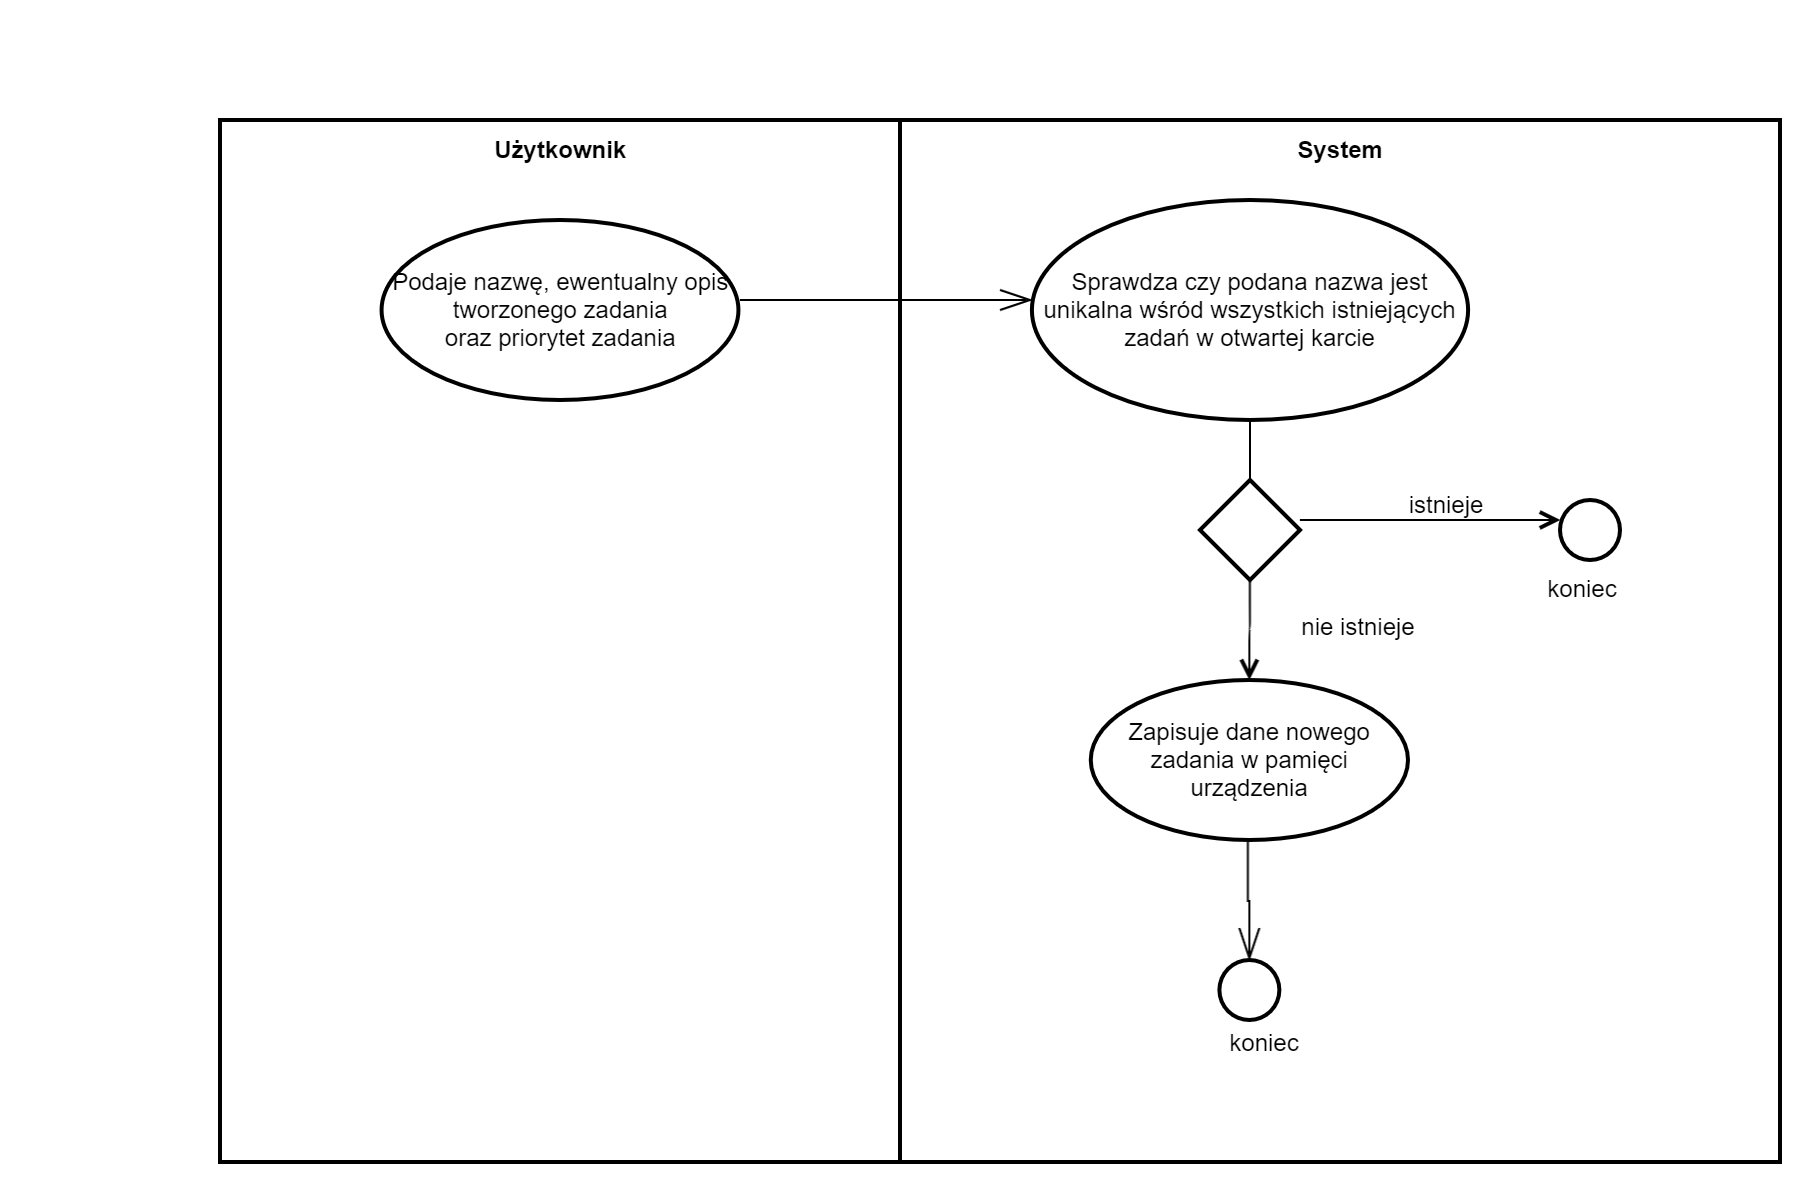 Użytkownik
System
Podaje nazwę, ewentualny opis
tworzonego zadania
oraz priorytet zadania
Sprawdza czy podana nazwa jest
unikalna wśród wszystkich istniejących
zadań w otwartej karcie
istnieje
koniec
nie istnieje
Zapisuje dane nowego
zadania w pamięci
urządzenia
koniec